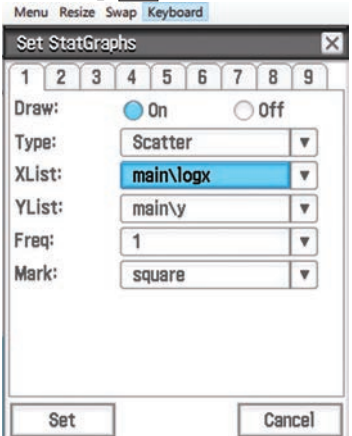 Menu Resize Swap Keyboard
Set StatGraphs
1 2 3 4 5 6 7 8 9
Draw: On Off
Type: Scatter
XList: main\logx
YList: main\y
Freq: 1
Mark: square
Set Cancel